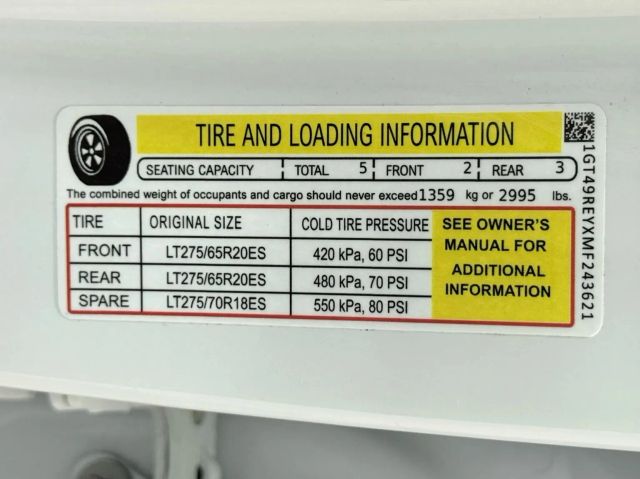 TIRE AND LOADING INFORMATION
SEATING CAPACITY TOTAL 5 FRONT 2 REAR 3
The combined weight of occupants and cargo should never exceed 1359 kg or 2995 lbs.
TIRE ORIGINAL SIZE COLD TIRE PRESSURE
FRONT LT275/65R20ES 420 kPa, 60 PSI
REAR LT275/65R20ES 480 kPa, 70 PSI
SPARE LT275/70R18ES 550 kPa, 80 PSI
SEE OWNER'S
MANUAL FOR
ADDITIONAL
INFORMATION
1GT49REYXMF243621